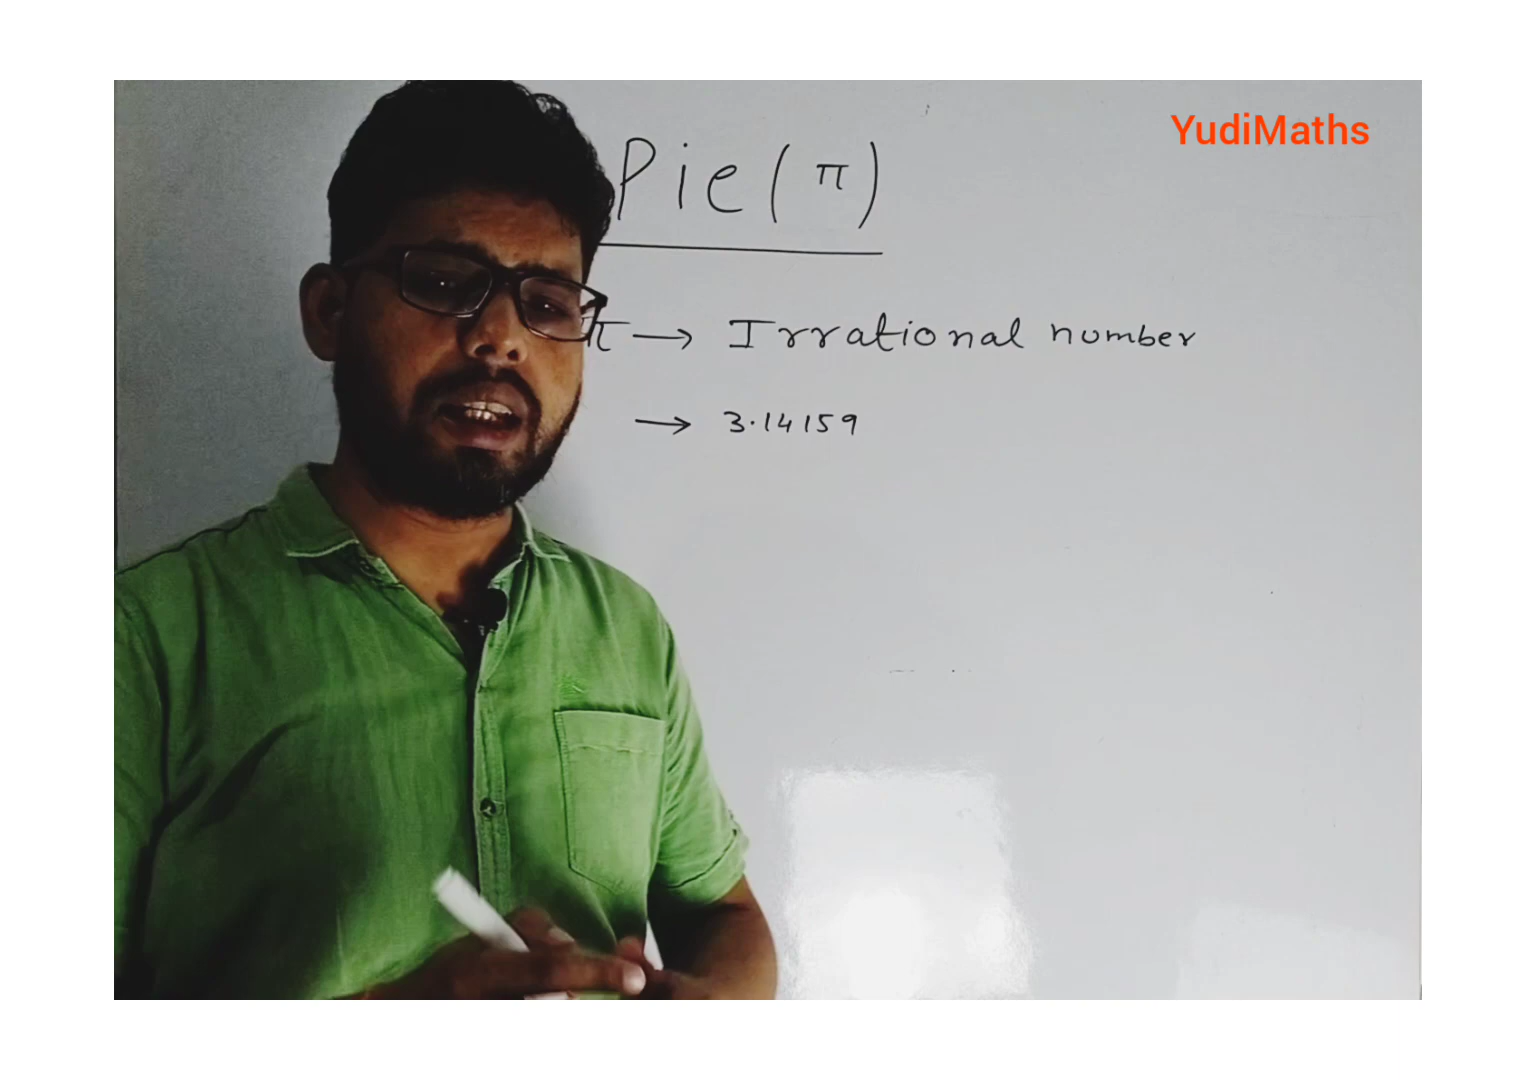 YudiMaths
Pie (π)
π → Irrational number
→ 3.14159